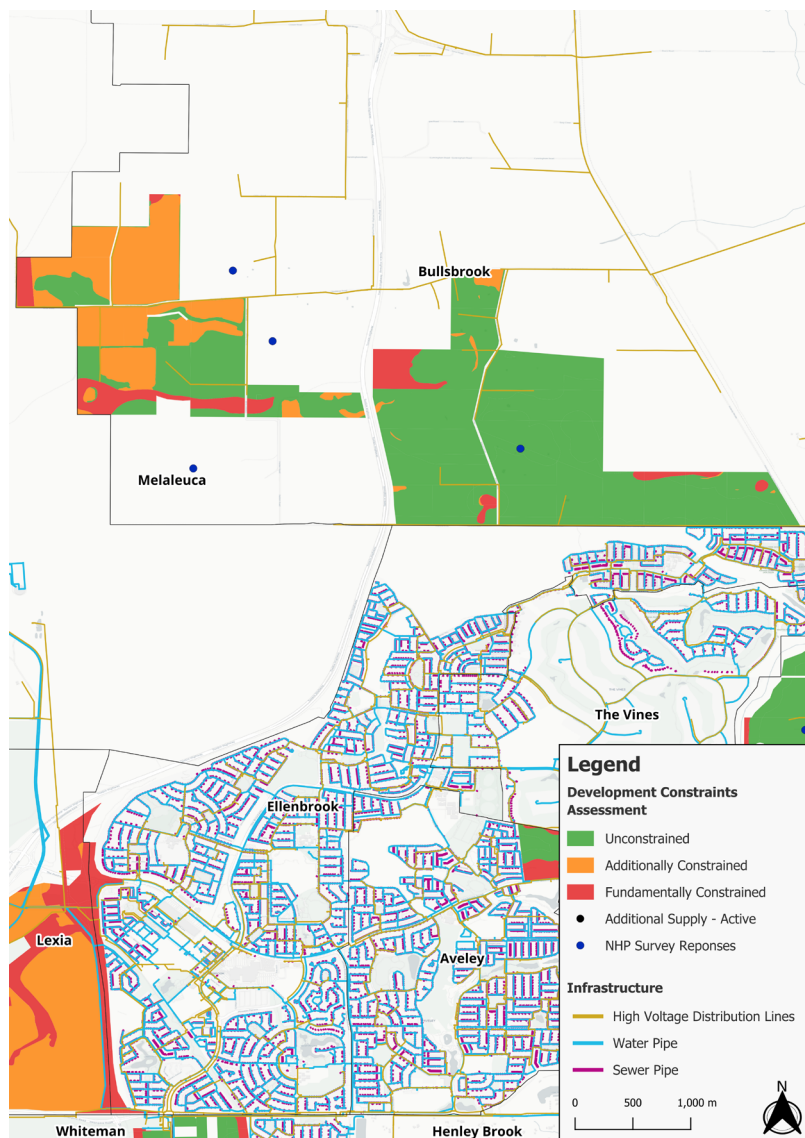 Bullsbrook
Melaleuca
The Vines
Ellenbrook
Lexia
Aveley
Whiteman
Henley Brook
Legend
Development Constraints
Assessment
Unconstrained
Additionally Constrained
Fundamentally Constrained
Additional Supply - Active
NHP Survey Reponses
Infrastructure
High Voltage Distribution Lines
Water Pipe
Sewer Pipe
0 500 1,000 m
N